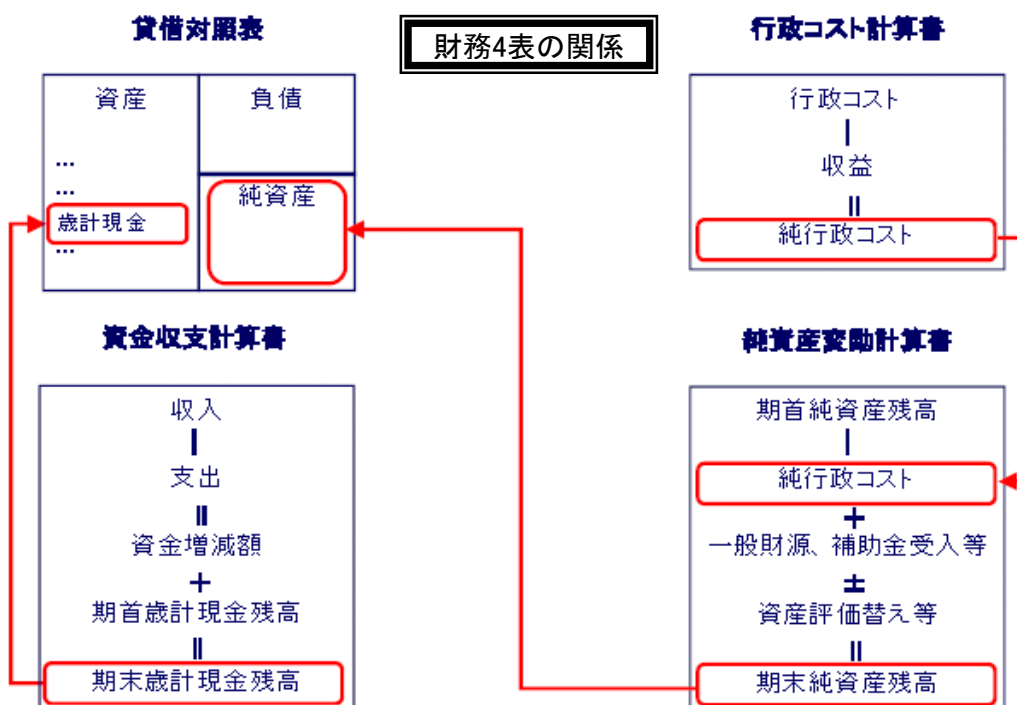 財務4表の関係
貸借対照表
資産
負債
…
…
歳計現金
…
純資産
行政コスト計算書
行政コスト
|
収益
||
純行政コスト
資金収支計算書
収入
|
支出
||
資金増減額
+
期首歳計現金残高
||
期末歳計現金残高
純資産変動計算書
期首純資産残高
|
純行政コスト
+
一般財源、補助金受入等
±
資産評価替え等
||
期末純資産残高